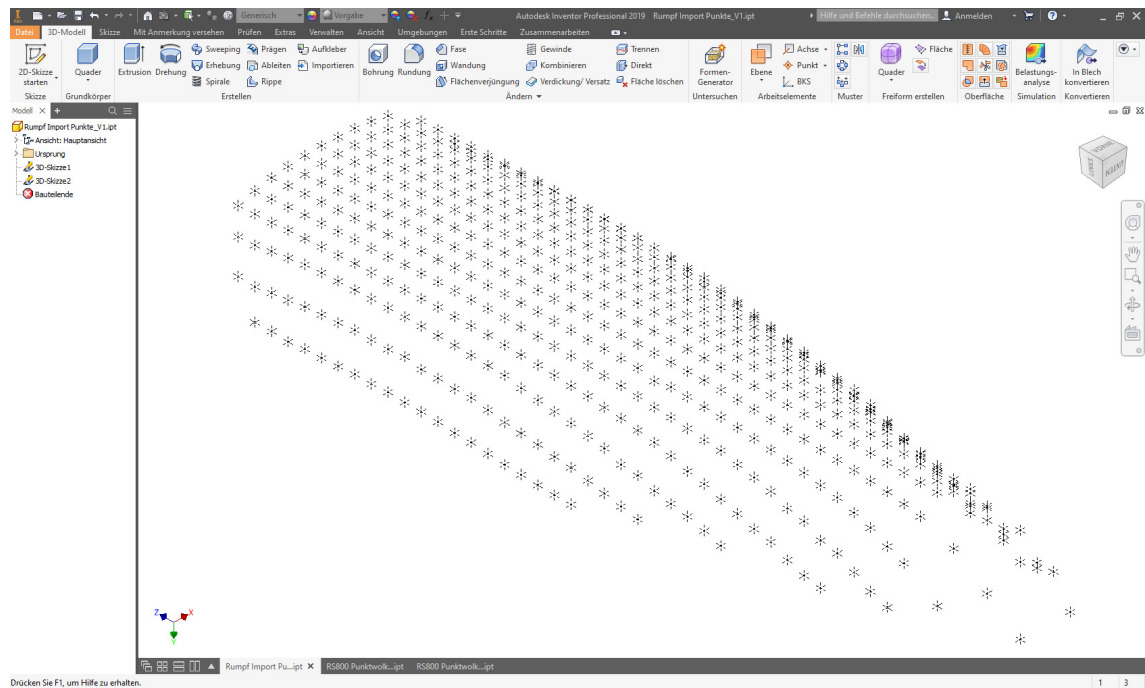 Generisch Vorgabe Autodesk Inventor Professional 2019 Rumpf Import Punkte_V1.ipt Hilfe und Befehle durchsuchen... Anmelden
PRO
Datei 3D-Modell Skizze Mit Anmerkung versehen Prüfen Extras Verwalten Ansicht Umgebungen Erste Schritte Zusammenarbeiten
Sweeping Prägen Aufkleber Fase Gewinde Trennen Achse Fläche
Erhebung Ableiten Importieren Wandung Kombinieren Direkt Punkt
Spirale Rippe Flächenverjüngung Verdickung/ Versatz Fläche löschen BKS
2D-Skizze starten Quader Extrusion Drehung Bohrung Rundung Formen-Generator Ebene Quader Belastungs-analyse In Blech konvertieren
Skizze Grundkörper Erstellen Ändern Untersuchen Arbeitselemente Muster Freiform erstellen Oberfläche Simulation Konvertieren
Modell
Rumpf Import Punkte_V1.ipt
Ansicht: Hauptansicht
Ursprung
3D-Skizze1
3D-Skizze2
Bauteilende
VORNE
LINKS
UNTEN
Z X
Y
Rumpf Import Pu...ipt RS800 Punktwolk...ipt RS800 Punktwolk...ipt
Drücken Sie F1, um Hilfe zu erhalten. 1 3